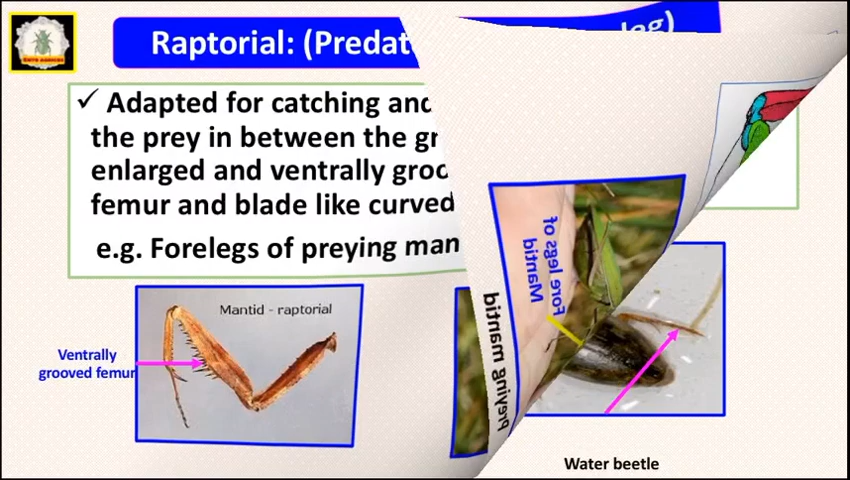 Raptorial: (Predat
leg)
✓ Adapted for catching and
the prey in between the gr
enlarged and ventrally groo
femur and blade like curved
e.g. Forelegs of preying man
Mantid - raptorial
Ventrally
grooved femur
Fore legs of
Mantid
Preying mantid
Water beetle